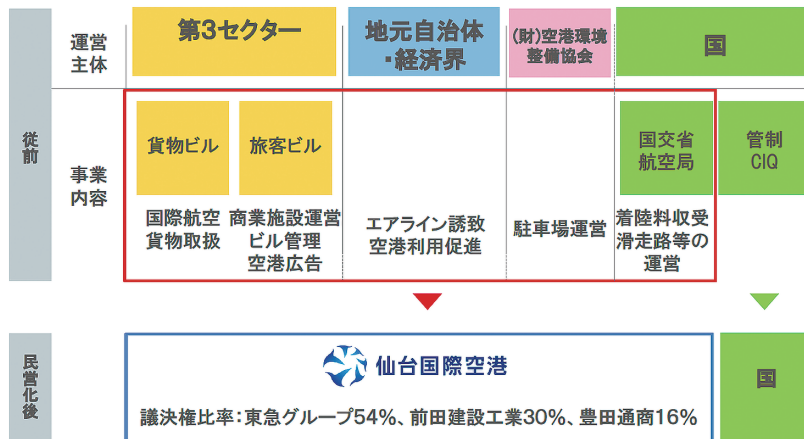 運営
主体
第3セクター
地元自治体
・経済界
(財)空港環境
整備協会
国
従前
事業
内容
貨物ビル
旅客ビル
国交省
航空局
管制
CIQ
国際航空
貨物取扱
商業施設運営
ビル管理
空港広告
エアライン誘致
空港利用促進
駐車場運営
着陸料収受
滑走路等の
運営
民営化後
仙台国際空港
議決権比率:東急グループ54%、前田建設工業30%、豊田通商16%
国